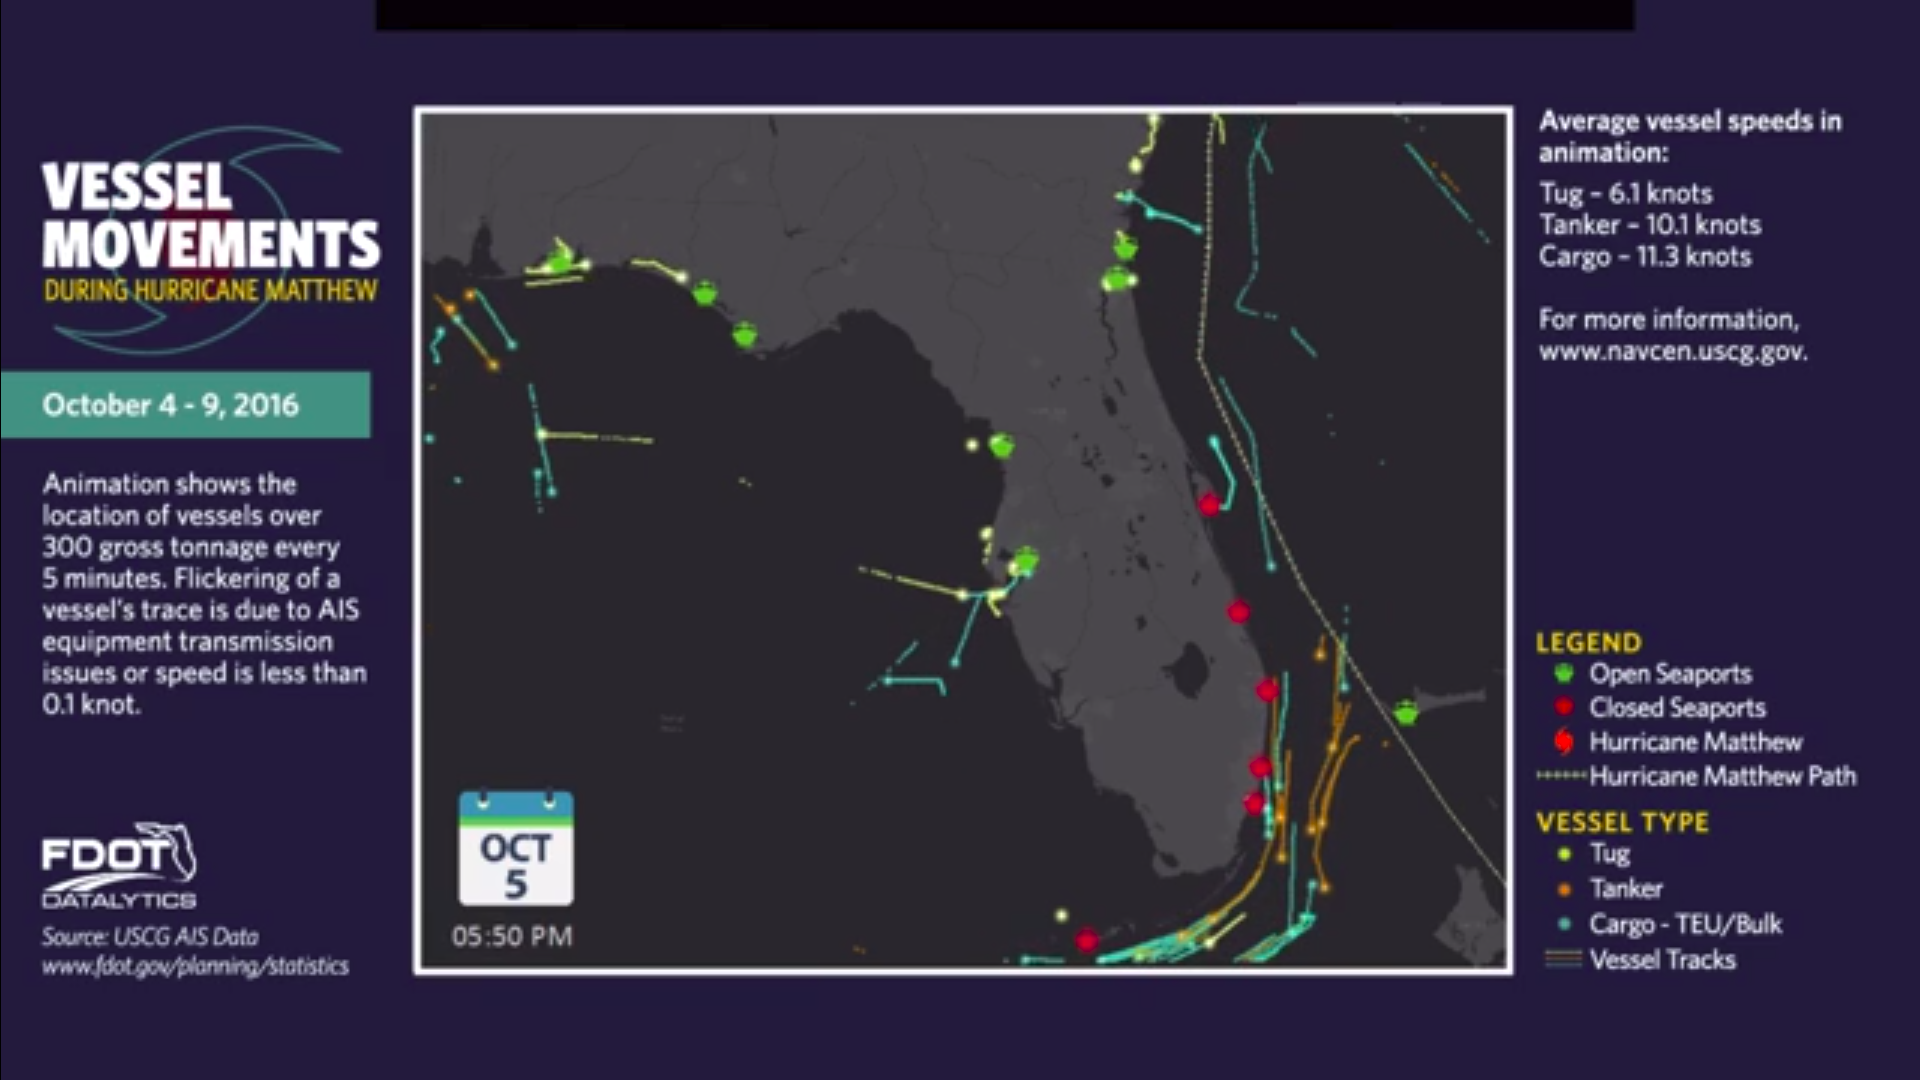 VESSEL
MOVEMENTS
DURING HURRICANE MATTHEW
October 4 - 9, 2016
Animation shows the
location of vessels over
300 gross tonnage every
5 minutes. Flickering of a
vessel's trace is due to AIS
equipment transmission
issues or speed is less than
0.1 knot.
FDOT
DATALYTICS
Source: USCG AIS Data
www.fdot.gov/planning/statistics
OCT
5
05:50 PM
Average vessel speeds in
animation:
Tug – 6.1 knots
Tanker – 10.1 knots
Cargo – 11.3 knots
For more information,
www.navcen.uscg.gov.
LEGEND
Open Seaports
Closed Seaports
Hurricane Matthew
Hurricane Matthew Path
VESSEL TYPE
Tug
Tanker
Cargo - TEU/Bulk
Vessel Tracks